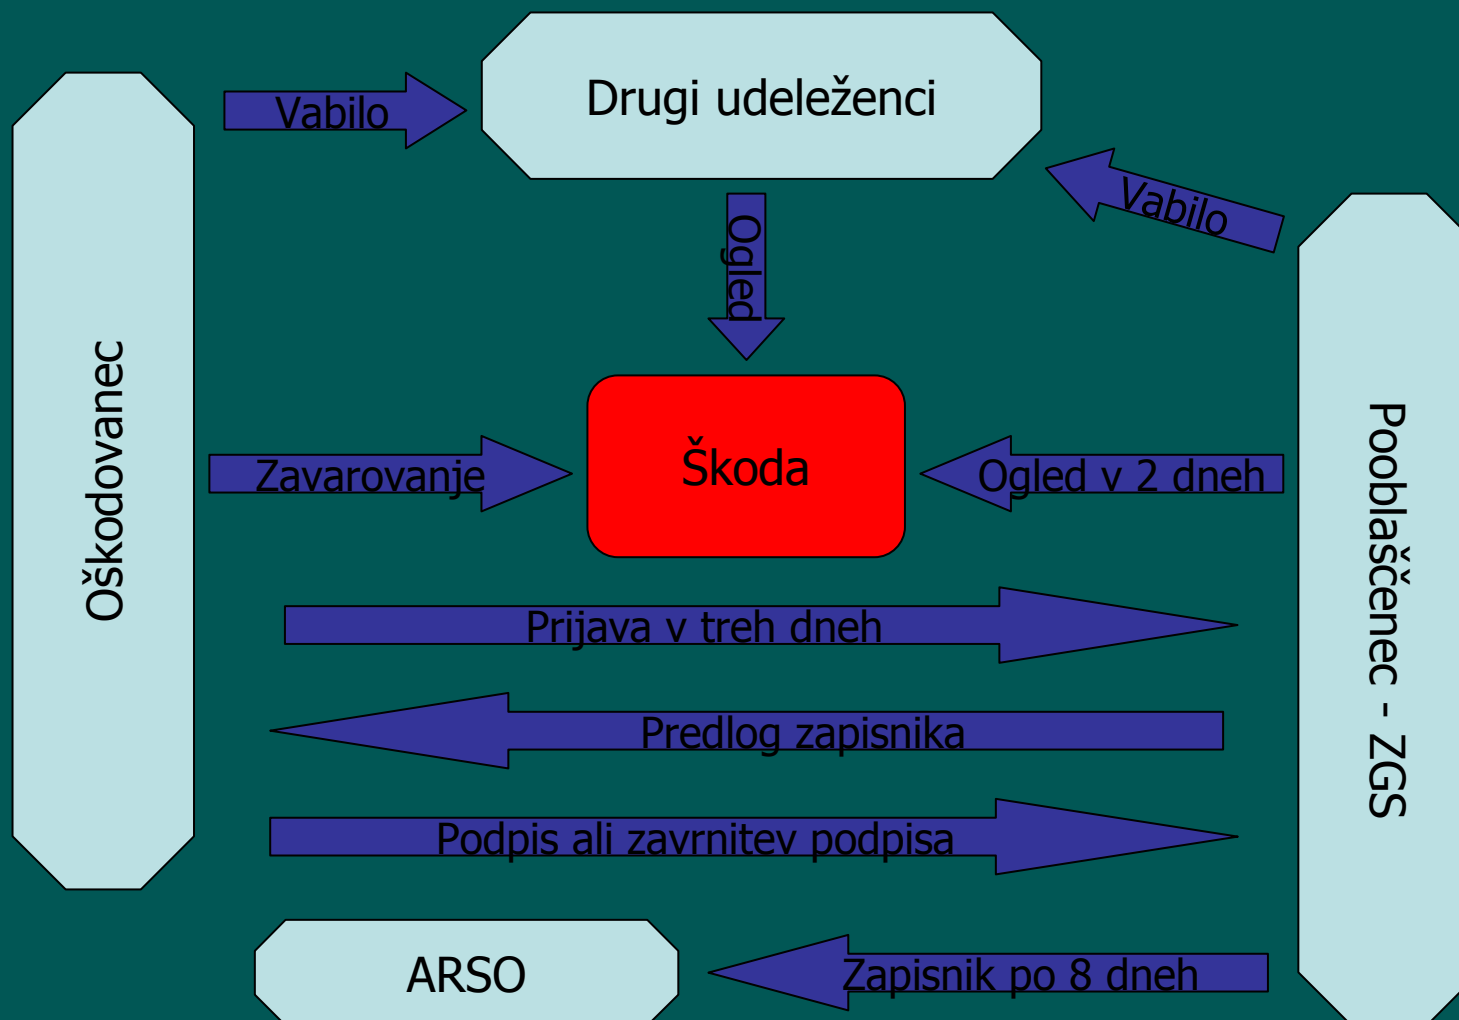 Drugi udeleženci
Vabilo
Vabilo
Ogled
Oškodovanec
Zavarovanje
Škoda
Ogled v 2 dneh
Pooblaščenec - ZGS
Prijava v treh dneh
Predlog zapisnika
Podpis ali zavrnitev podpisa
ARSO
Zapisnik po 8 dneh